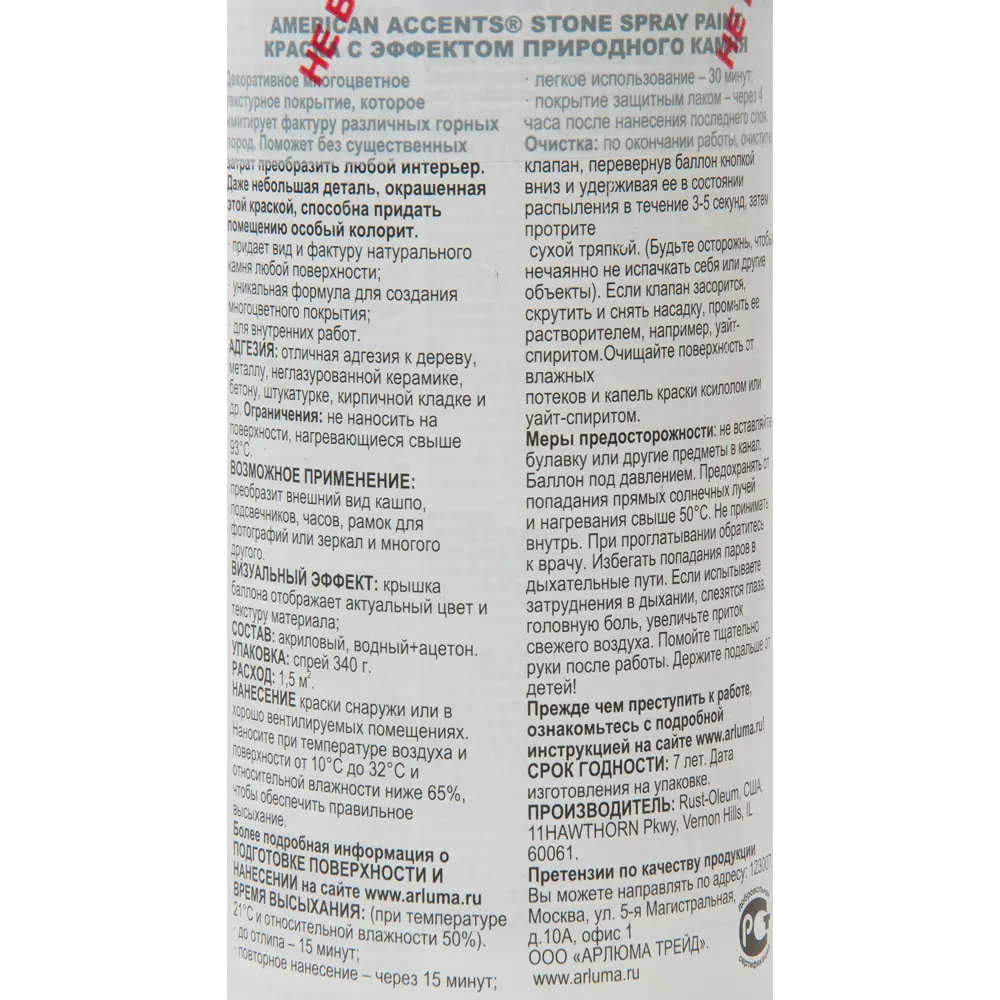 AMERICAN ACCENTS® STONE SPRAY PAINT
КРАСКА С ЭФФЕКТОМ ПРИРОДНОГО КАМНЯ
НЕ В
НЕ
Декоративное многоцветное
текстурное покрытие, которое
имитирует фактуру различных горных
пород. Поможет без существенных
затрат преобразить любой интерьер.
Даже небольшая деталь, окрашенная
этой краской, способна придать
помещению особый колорит.
· придает вид и фактуру натурального
камня любой поверхности;
· уникальная формула для создания
многоцветного покрытия;
· для внутренних работ.
АДГЕЗИЯ: отличная адгезия к дереву,
металлу, неглазурованной керамике,
бетону, штукатурке, кирпичной кладке и
др. Ограничения: не наносить на
поверхности, нагревающиеся свыше
93°С.
ВОЗМОЖНОЕ ПРИМЕНЕНИЕ:
преобразит внешний вид кашпо,
подсвечников, часов, рамок для
фотографий или зеркал и много
другого.
ВИЗУАЛЬНЫЙ ЭФФЕКТ: крышка
баллона отображает актуальный цвет и
текстуру материала;
СОСТАВ: акриловый, водный+ацетон.
УПАКОВКА: спрей 340 г.
РАСХОД: 1,5 м².
НАНЕСЕНИЕ краски снаружи или в
хорошо вентилируемых помещениях.
Наносите при температуре воздуха и
поверхности от 10°С до 32°С и
относительной влажности ниже 65%,
чтобы обеспечить правильное
высыхание.
Более подробная информация о
ПОДГОТОВКЕ ПОВЕРХНОСТИ И
НАНЕСЕНИИ на сайте www.arluma.ru
ВРЕМЯ ВЫСЫХАНИЯ: (при температуре
21°С и относительной влажности 50%).
· до отлипа – 15 минут;
· повторное нанесение – через 15 минут;
· легкое использование – 30 минут;
· покрытие защитным лаком – через 4
часа после нанесения последнего слоя.
Очистка: по окончании работы, очистите
клапан, перевернув баллон кнопкой
вниз и удерживая ее в состоянии
распыления в течение 3-5 секунд, затем
протрите
сухой тряпкой. (Будьте осторожны, чтобы
нечаянно не испачкать себя или другие
объекты). Если клапан засорится,
скрутить и снять насадку, промыть ее
растворителем, например, уайт-
спиритом.Очищайте поверхность от
влажных
потеков и капель краски ксилолом или
уайт-спиритом.
Меры предосторожности: не вставляйте
булавку или другие предметы в канал.
Баллон под давлением. Предохранять от
попадания прямых солнечных лучей
и нагревания свыше 50°С. Не принимать
внутрь. При проглатывании обратитесь
к врачу. Избегать попадания паров в
дыхательные пути. Если испытываете
затруднения в дыхании, слезятся глаза,
головную боль, увеличьте приток
свежего воздуха. Помойте тщательно
руки после работы. Держите подальше от
детей!
Прежде чем преступить к работе,
ознакомьтесь с подробной
инструкцией на сайте www.arluma.ru!
СРОК ГОДНОСТИ: 7 лет. Дата
изготовления на упаковке.
ПРОИЗВОДИТЕЛЬ: Rust-Oleum, США,
11HAWTHORN Pkwy, Vernon Hills, IL
60061.
Претензии по качеству продукции
Вы можете направлять по адресу: 123007,
Москва, ул. 5-я Магистральная,
д.10А, офис 1
ООО «АРЛЮМА ТРЕЙД».
www.arluma.ru
добровольная
РСТ
сертификация